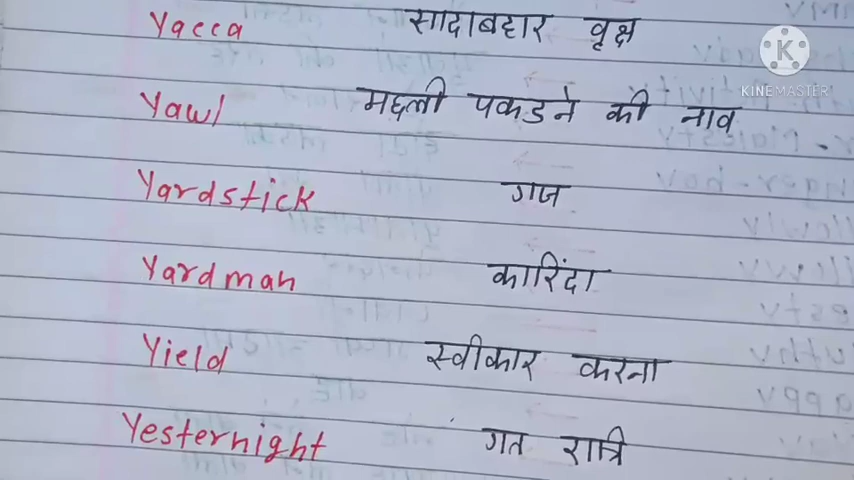 Yacca सादाबहार वृक्ष
Yawl मछली पकडने की नाव
Yardstick गज
Yardman कारिंदा
Yield स्वीकार करना
Yesternight गत रात्रि
KINEMASTER